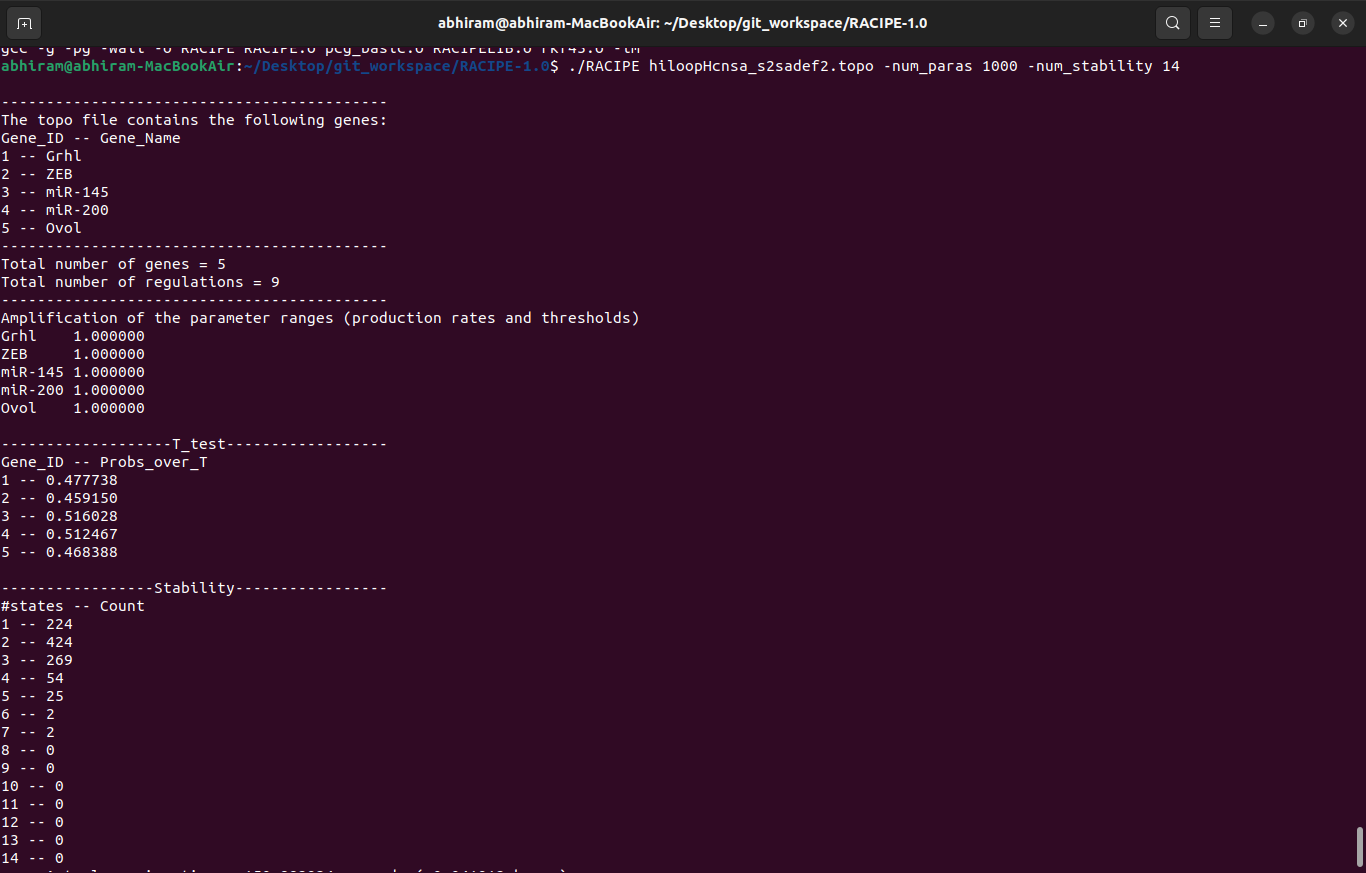 abhiram@abhiram-MacBookAir: ~/Desktop/git_workspace/RACIPE-1.0
gcc -g -pg -Wall -o RACIPE RACIPE.o pcg_basic.o RACIPELIB.o rkf45.o -lm
abhiram@abhiram-MacBookAir:~/Desktop/git_workspace/RACIPE-1.0$ ./RACIPE hiloopHcnsa_s2sadef2.topo -num_paras 1000 -num_stability 14
-------------------------------------------
The topo file contains the following genes:
Gene_ID -- Gene_Name
1 -- Grhl
2 -- ZEB
3 -- miR-145
4 -- miR-200
5 -- Ovol
-------------------------------------------
Total number of genes = 5
Total number of regulations = 9
-------------------------------------------
Amplification of the parameter ranges (production rates and thresholds)
Grhl    1.000000
ZEB     1.000000
miR-145 1.000000
miR-200 1.000000
Ovol    1.000000
-------------------T_test------------------
Gene_ID -- Probs_over_T
1 -- 0.477738
2 -- 0.459150
3 -- 0.516028
4 -- 0.512467
5 -- 0.468388
-----------------Stability-----------------
#states -- Count
1 -- 224
2 -- 424
3 -- 269
4 -- 54
5 -- 25
6 -- 2
7 -- 2
8 -- 0
9 -- 0
10 -- 0
11 -- 0
12 -- 0
13 -- 0
14 -- 0